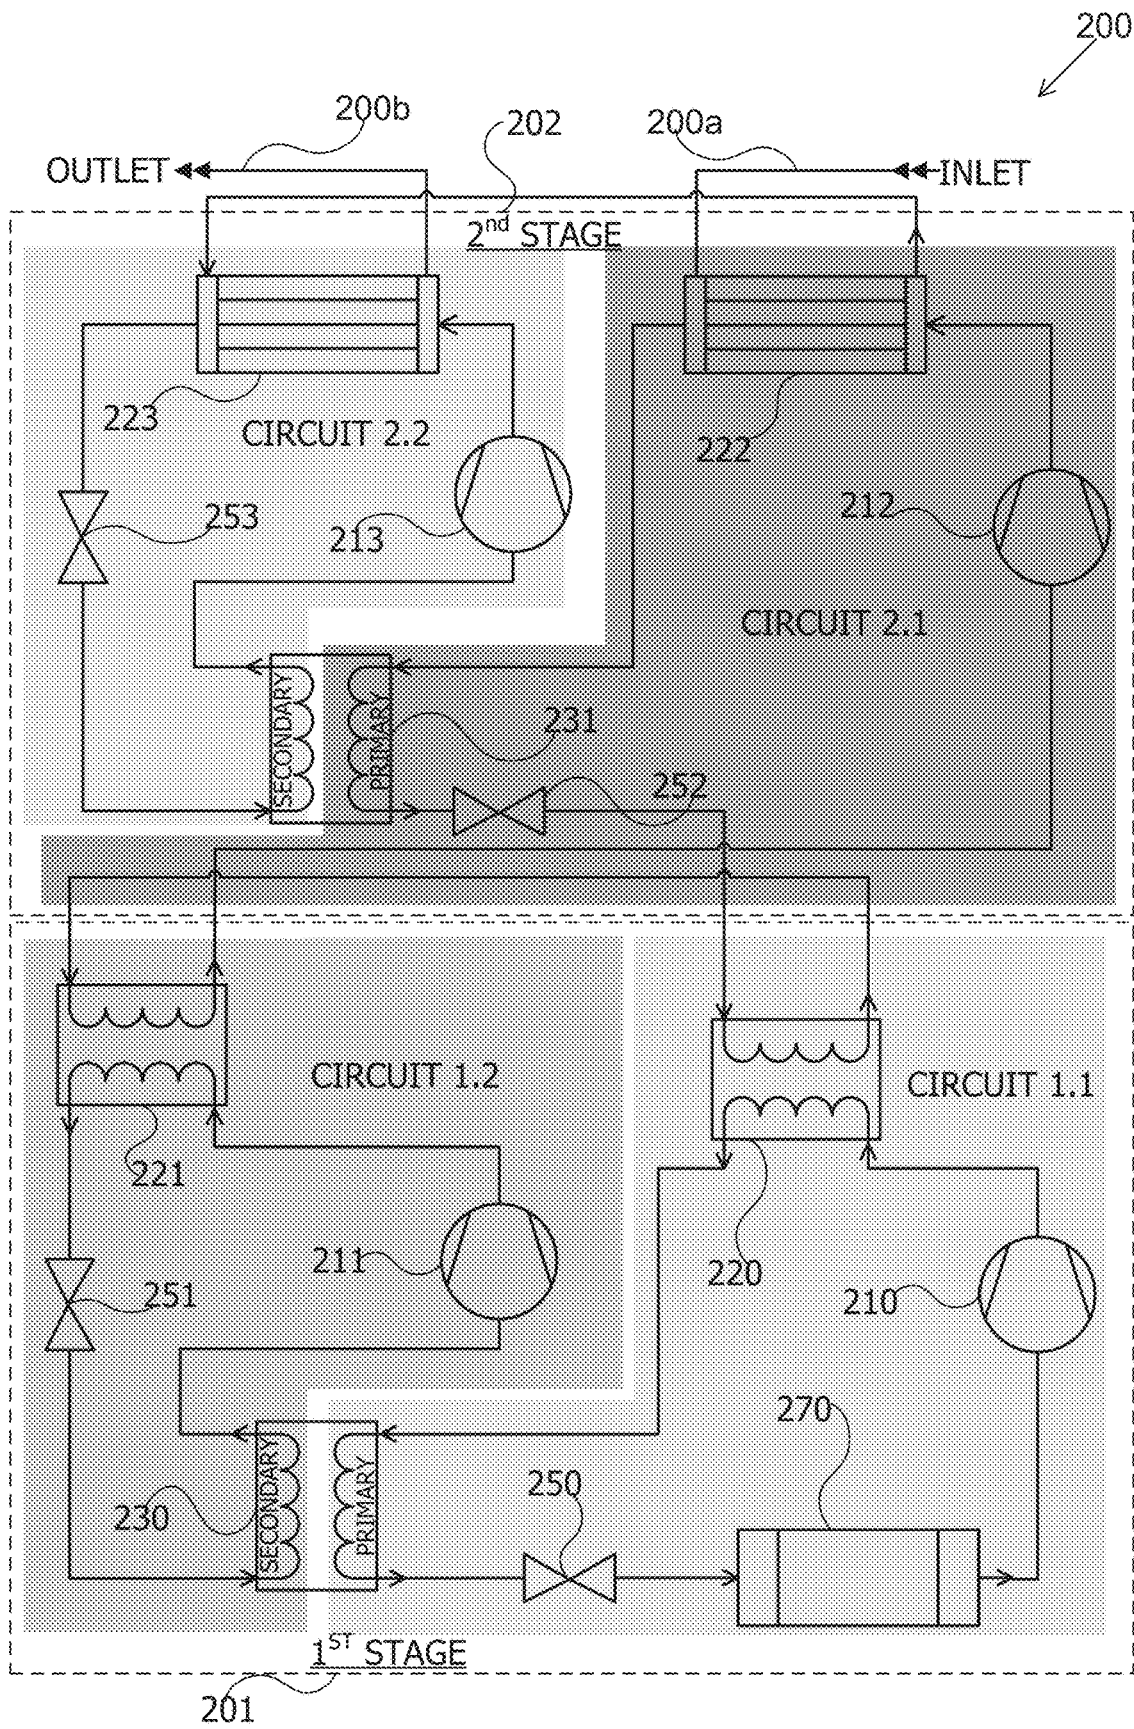 200
200b
202
200a
OUTLET
INLET
2nd STAGE
223
CIRCUIT 2.2
222
253
213
212
CIRCUIT 2.1
SECONDARY
PRIMARY
231
252
CIRCUIT 1.2
CIRCUIT 1.1
221
211
220
251
210
270
230
SECONDARY
PRIMARY
250
1ST STAGE
201